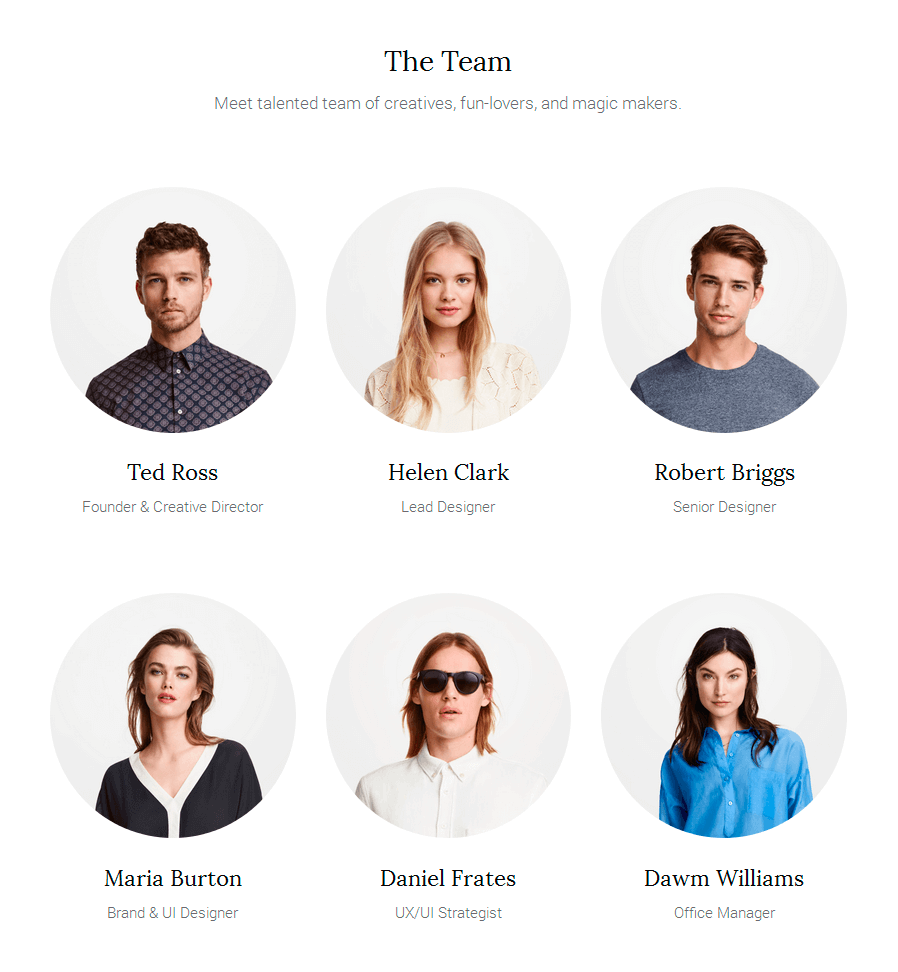 The Team
Meet talented team of creatives, fun-lovers, and magic makers.
Ted Ross
Helen Clark
Robert Briggs
Founder & Creative Director
Lead Designer
Senior Designer
Maria Burton
Daniel Frates
Dawm Williams
Brand & UI Designer
UX/UI Strategist
Office Manager